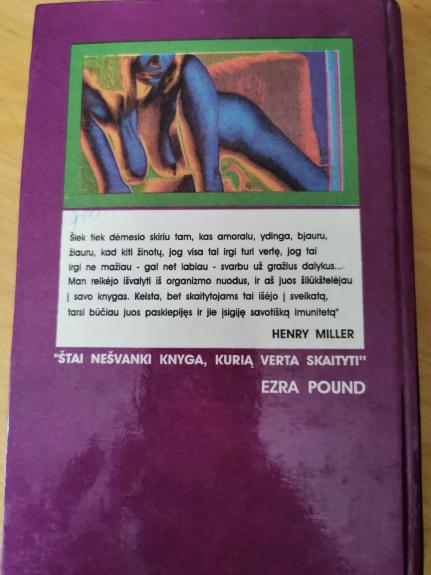 Šiek tiek dėmesio skiriu tam, kas amoralu, ydinga, bjauru,
žiauru, kad kiti žinotų, jog visa tai irgi turi vertę, jog tai
irgi ne mažiau - gal net labiau - svarbu už gražius dalykus...
Man reikėjo išvalyti iš organizmo nuodus, ir aš juos šliūkštelėjau
į savo knygas. Keista, bet skaitytojams tai išėjo į sveikatą,
tarsi būčiau juos paskiepijęs ir jie įsigiję savotišką imunitetą"
HENRY MILLER
"ŠTAI NEŠVANKI KNYGA, KURIĄ VERTA SKAITYTI"
EZRA POUND